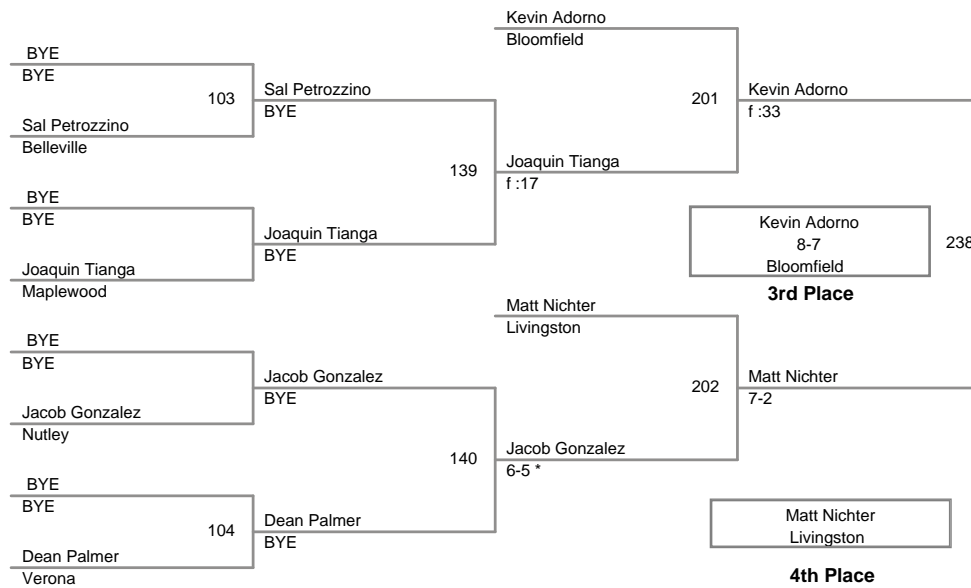 Kevin Adorno
Bloomfield
BYE
BYE
103
Sal Petrozzino
BYE
201
Kevin Adorno
f :33
Sal Petrozzino
Belleville
139
Joaquin Tianga
f :17
BYE
BYE
Joaquin Tianga
BYE
Kevin Adorno
8-7
Bloomfield
238
Joaquin Tianga
Maplewood
3rd Place
Matt Nichter
Livingston
BYE
BYE
Jacob Gonzalez
BYE
202
Matt Nichter
7-2
Jacob Gonzalez
Nutley
140
Jacob Gonzalez
6-5 *
BYE
BYE
104
Dean Palmer
BYE
Matt Nichter
Livingston
Dean Palmer
Verona
4th Place